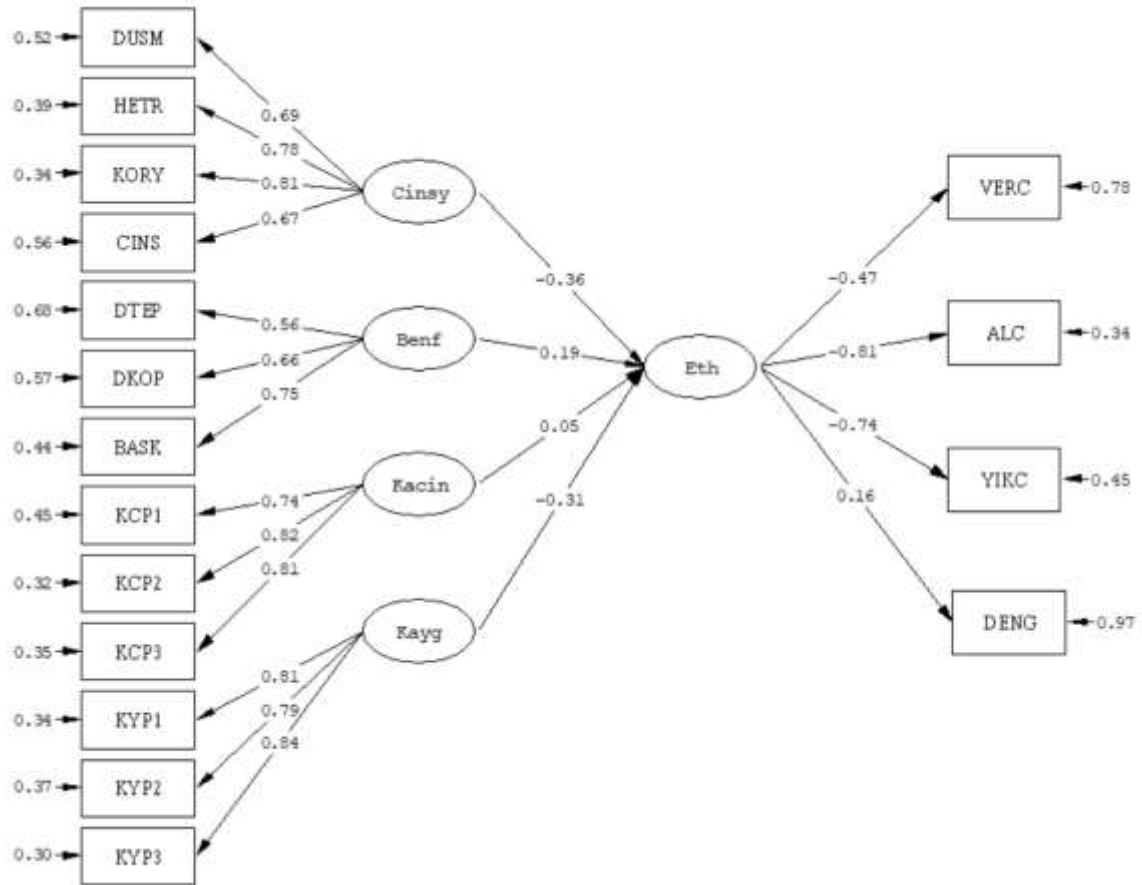 0.52 DUSM
0.39 HETR
0.34 KORY
0.56 CINS
0.68 DTEP
0.57 DKOP
0.44 BASK
0.45 KCP1
0.32 KCP2
0.35 KCP3
0.34 KYP1
0.37 KYP2
0.30 KYP3
0.69
0.78
0.81
0.67
0.56
0.66
0.75
0.74
0.82
0.81
0.81
0.79
0.84
Cinsy
Benf
Kacin
Kayg
-0.36
0.19
0.05
-0.31
Eth
-0.47
-0.81
-0.74
0.16
VERC 0.78
ALC 0.34
YIKC 0.45
DENG 0.97